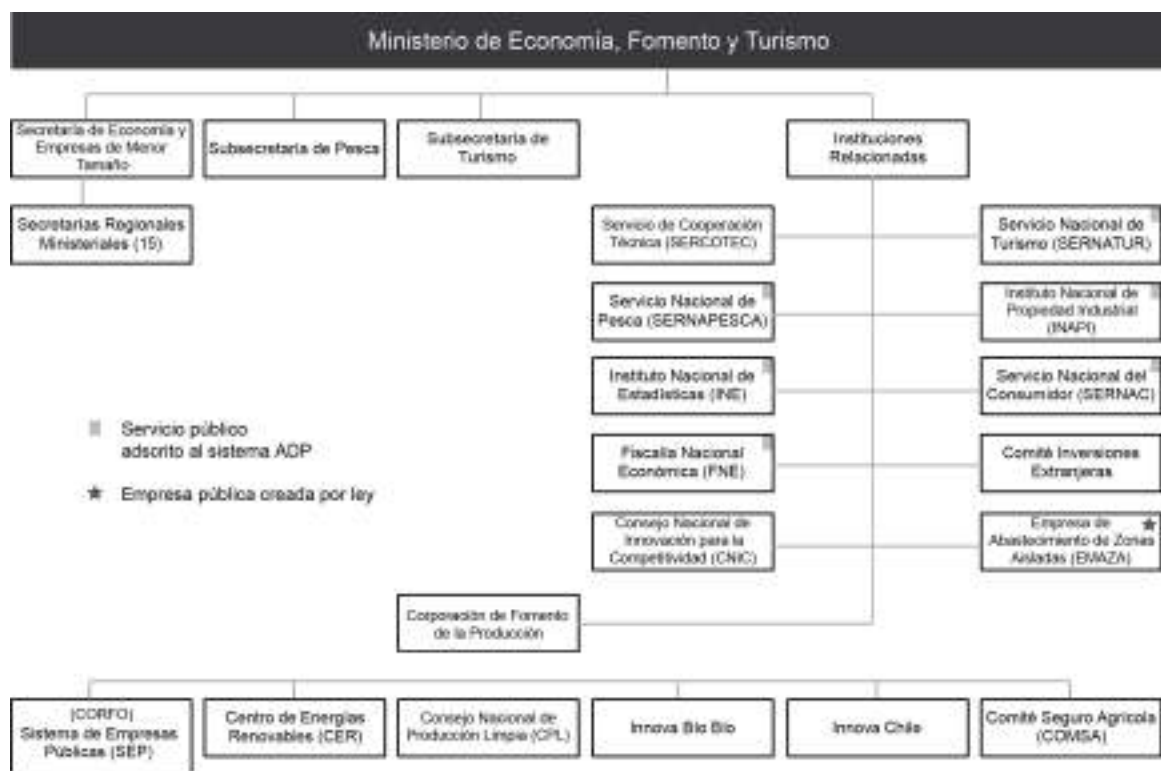 Ministerio de Economía, Fomento y Turismo
Secretaría de Economía y
Empresas de Menor
Tamaño
Subsecretaría de Pesca
Subsecretaría de
Turismo
Instituciones
Relacionadas
Secretarías Regionales
Ministeriales (15)
Servicio de Cooperación
Técnica (SERCOTEC)
Servicio Nacional de
Turismo (SERNATUR)
Servicio Nacional de
Pesca (SERNAPESCA)
Instituto Nacional de
Propiedad Industrial
(INAPI)
Instituto Nacional de
Estadísticas (INE)
Servicio Nacional del
Consumidor (SERNAC)
Servicio público
adscrito al sistema ADP
Fiscalía Nacional
Económica (FNE)
Comité Inversiones
Extranjeras
Empresa pública creada por ley
Consejo Nacional de
Innovación para la
Competitividad (CNIC)
Empresa de
Abastecimiento de Zonas
Aisladas (EMAZA)
Corporación de Fomento
de la Producción
(CORFO)
Sistema de Empresas
Públicas (SEP)
Centro de Energías
Renovables (CER)
Consejo Nacional de
Producción Limpia (CPL)
Innova Bío Bío
Innova Chile
Comité Seguro Agrícola
(COMSA)